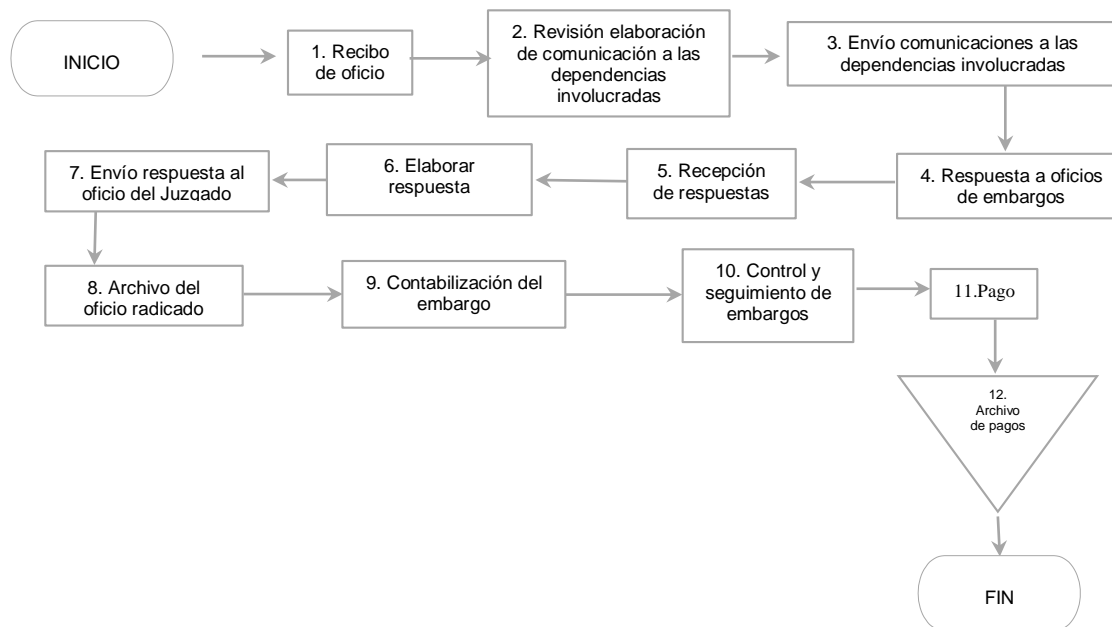 INICIO
1. Recibo
de oficio
2. Revisión elaboración
de comunicación a las
dependencias
involucradas
3. Envío comunicaciones a las
dependencias involucradas
4. Respuesta a oficios
de embargos
5. Recepción
de respuestas
6. Elaborar
respuesta
7. Envío respuesta al
oficio del Juzgado
8. Archivo del
oficio radicado
9. Contabilización del
embargo
10. Control y
seguimiento de
embargos
11.Pago
12.
Archivo
de pagos
FIN